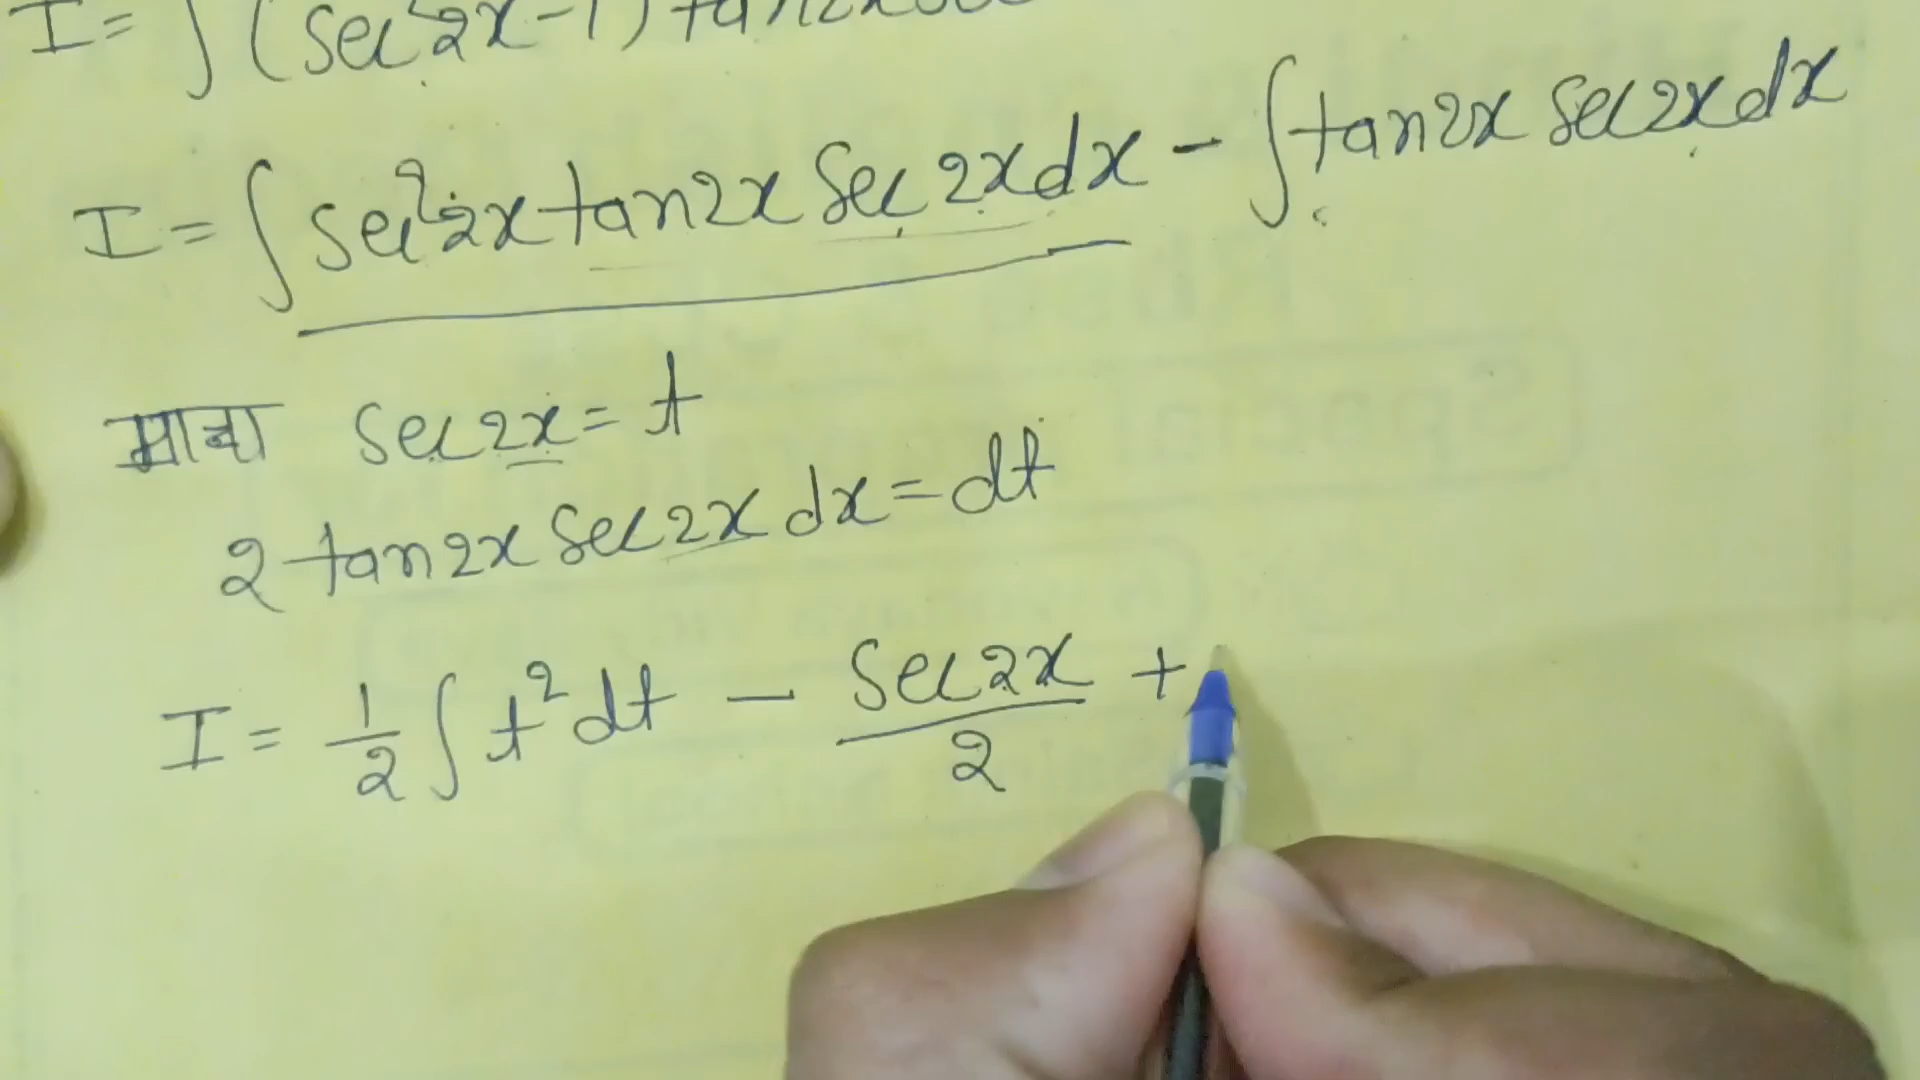 I = ∫ (sec²2x-1) tan2x
I = ∫ sec²2x tan2x sec2x dx - ∫ tan2x sec2x dx
माना sec2x = t
2 tan2x sec2x dx = dt
I = 1/2 ∫ t² dt - sec2x/2 +